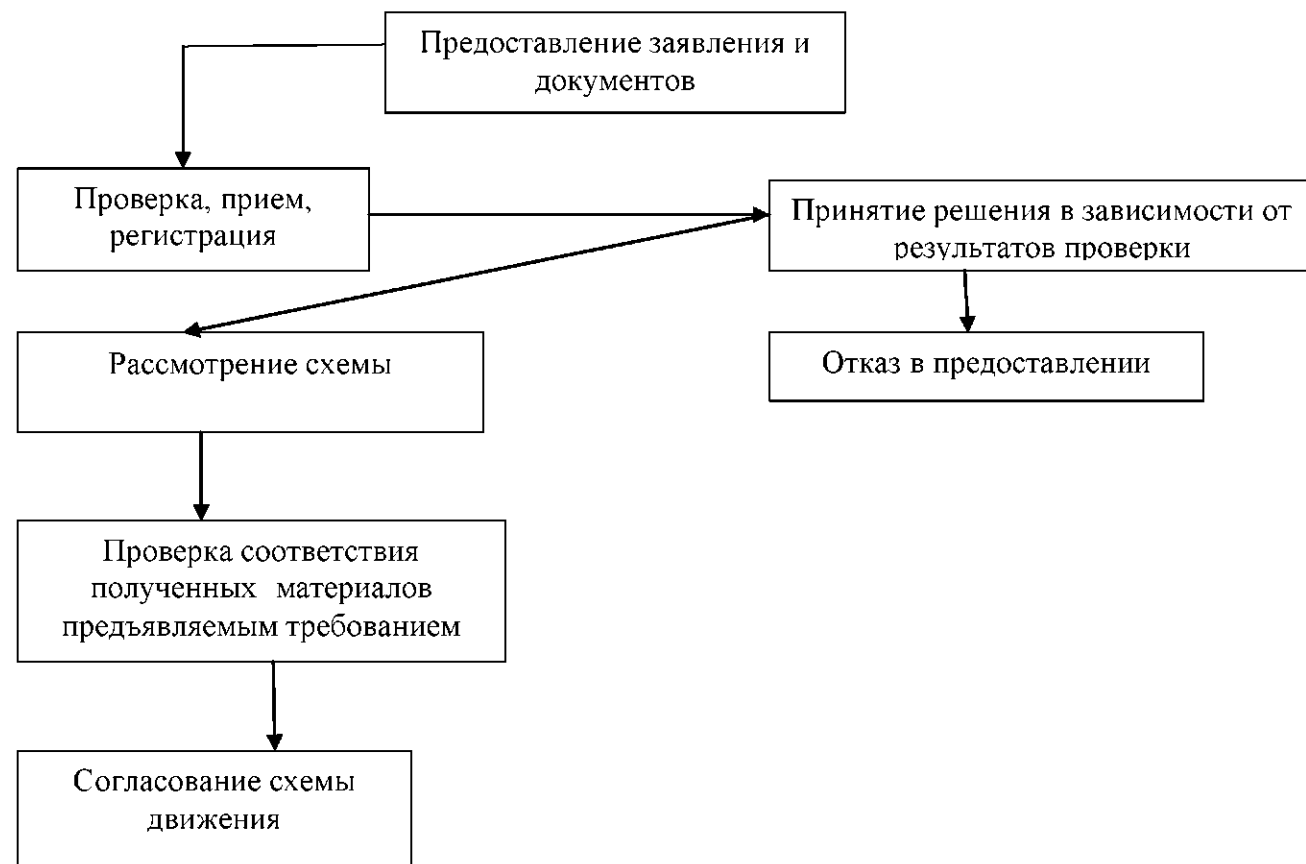 Предоставление заявления и
документов
Проверка, прием,
регистрация
Принятие решения в зависимости от
результатов проверки
Рассмотрение схемы
Отказ в предоставлении
Проверка соответствия
полученных материалов
предъявляемым требованием
Согласование схемы
движения